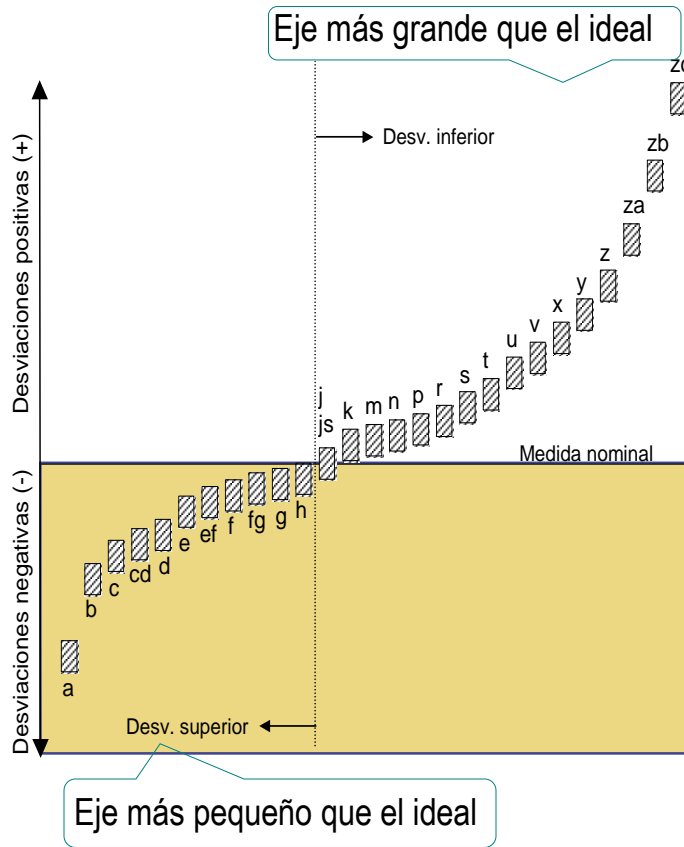 Eje más grande que el ideal
Desviaciones positivas (+)
Desv. inferior
zb
za
z
y
x
v
u
t
s
r
p
n
m
k
j
js
Medida nominal
Desviaciones negativas (-)
h
g
fg
f
ef
e
d
cd
c
b
a
Desv. superior
Eje más pequeño que el ideal